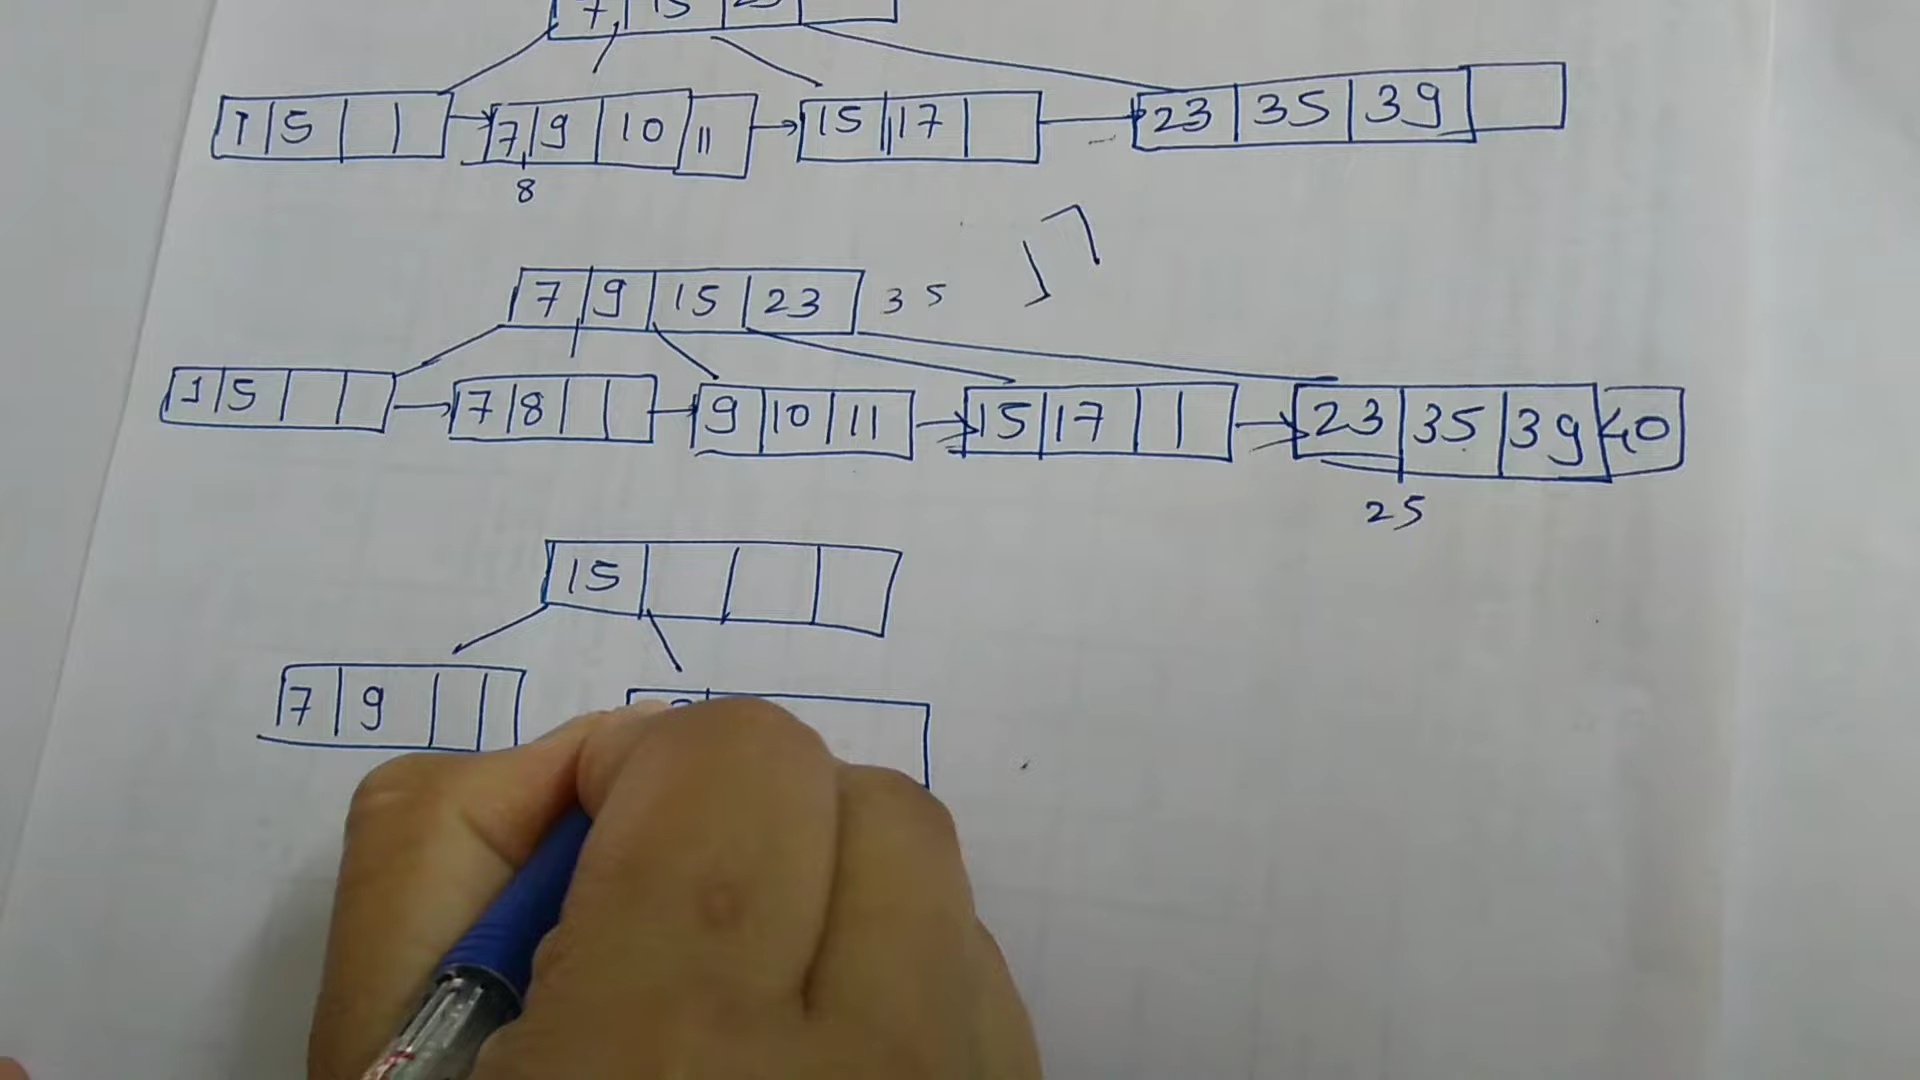 7 15 23
1 5
7 9 10 11
15 17
23 35 39
8
7 9 15 23 35
1 5
7 8
9 10 11
15 17
23 35 39 40
25
15
7 9